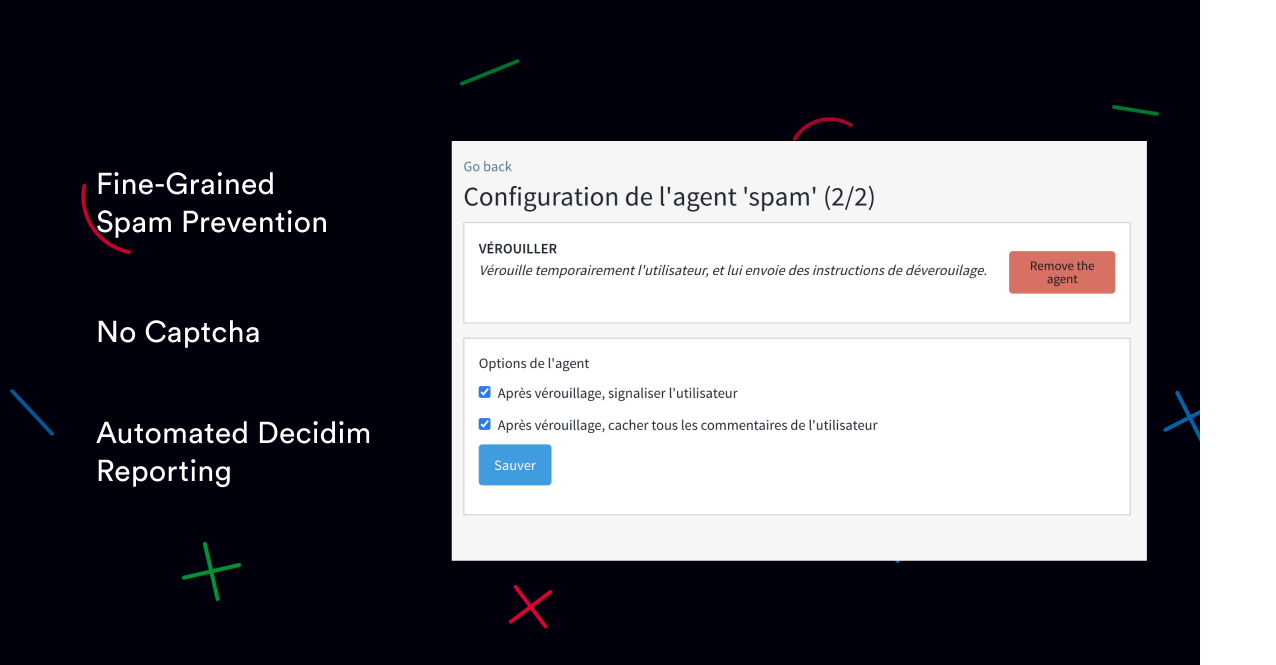 Fine-Grained
Spam Prevention
No Captcha
Automated Decidim
Reporting
Go back
Configuration de l'agent 'spam' (2/2)
VÉROUILLER
Vérouille temporairement l'utilisateur, et lui envoie des instructions de déverouilage.
Remove the
agent
Options de l'agent
Après vérouillage, signaliser l'utilisateur
Après vérouillage, cacher tous les commentaires de l'utilisateur
Sauver